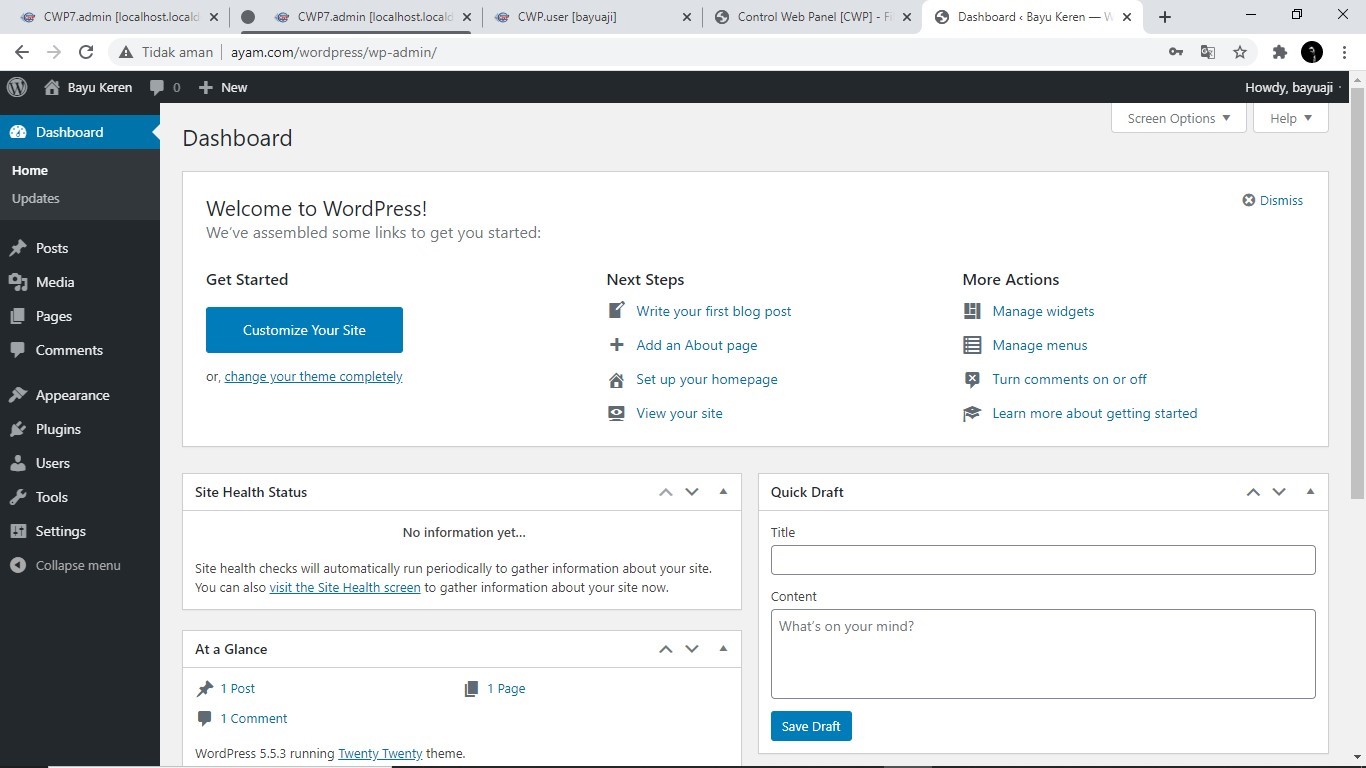 CWP7.admin [localhost.locald
CWP7.admin [localhost.locald
CWP.user [bayuaji]
Control Web Panel [CWP] - Fi
Dashboard ‹ Bayu Keren — W
Tidak aman
ayam.com/wordpress/wp-admin/
Bayu Keren
0
New
Howdy, bayuaji
Dashboard
Home
Updates
Posts
Media
Pages
Comments
Appearance
Plugins
Users
Tools
Settings
Collapse menu
Dashboard
Screen Options
Help
Welcome to WordPress!
We've assembled some links to get you started:
Dismiss
Get Started
Customize Your Site
or, change your theme completely
Next Steps
Write your first blog post
Add an About page
Set up your homepage
View your site
More Actions
Manage widgets
Manage menus
Turn comments on or off
Learn more about getting started
Site Health Status
No information yet…
Site health checks will automatically run periodically to gather information about your site.
You can also visit the Site Health screen to gather information about your site now.
At a Glance
1 Post
1 Page
1 Comment
WordPress 5.5.3 running Twenty Twenty theme.
Quick Draft
Title
Content
What's on your mind?
Save Draft